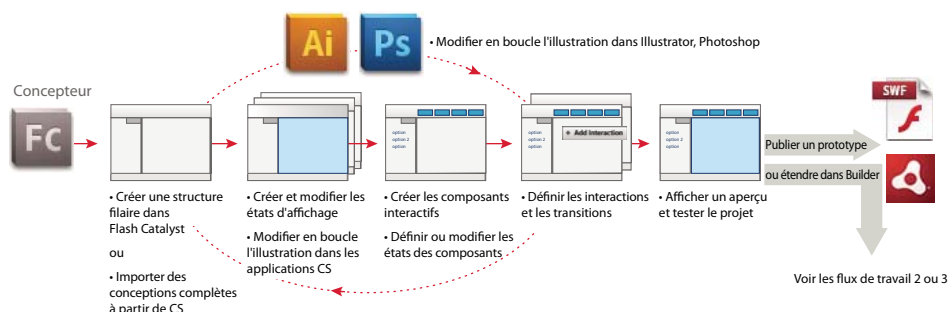 Ai
Ps
• Modifier en boucle l'illustration dans Illustrator, Photoshop
Concepteur
Fc
• Créer une structure
filaire dans
Flash Catalyst
ou
• Importer des
conceptions complètes
à partir de CS
• Créer et modifier les
états d'affichage
• Modifier en boucle
l'illustration dans les
applications CS
option
option 2
option
• Créer les composants
interactifs
• Définir ou modifier les
états des composants
option
option 2
option
+ Add Interaction
• Définir les interactions
et les transitions
option
option 2
option
• Afficher un aperçu
et tester le projet
SWF
Publier un prototype
ou étendre dans Builder
Voir les flux de travail 2 ou 3